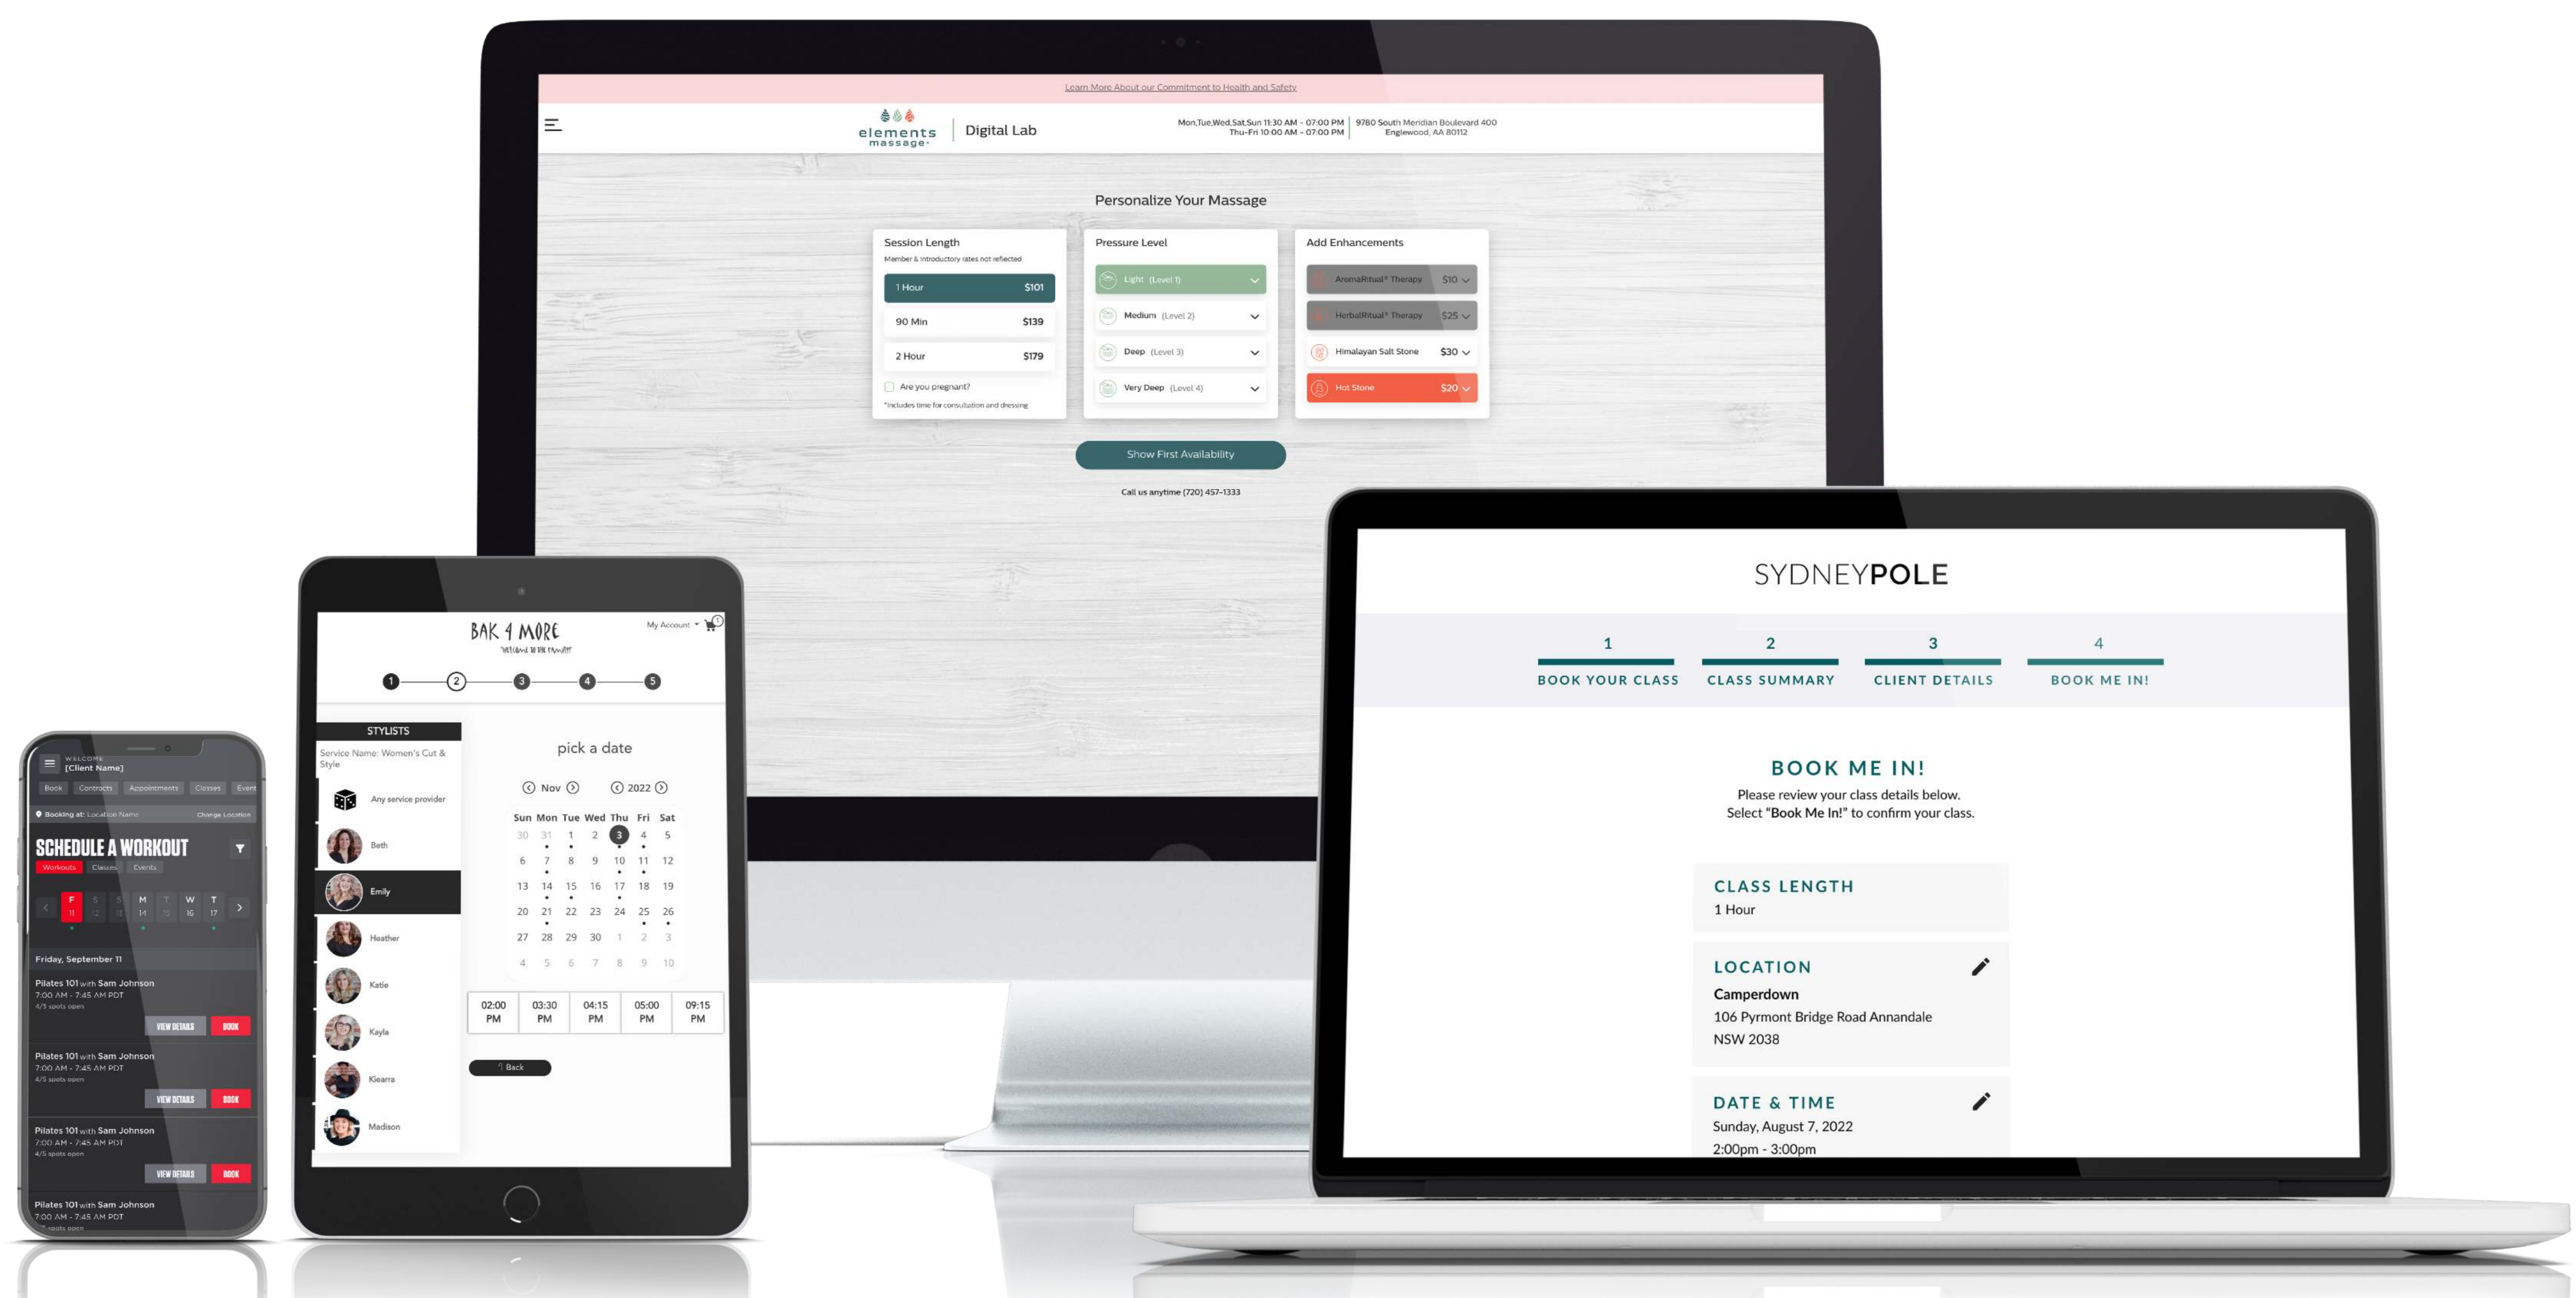 Learn More About our Commitment to Health and Safety
elements
massage
Digital Lab
Mon,Tue,Wed,Sat,Sun 11:30 AM - 07:00 PM
Thu-Fri 10:00 AM - 07:00 PM
9780 South Meridian Boulevard 400
Englewood, AA 80112
Personalize Your Massage
Session Length
Member & introductory rates not reflected
1 Hour $101
90 Min $139
2 Hour $179
Are you pregnant?
*Includes time for consultation and dressing
Pressure Level
Light (Level 1)
Medium (Level 2)
Deep (Level 3)
Very Deep (Level 4)
Add Enhancements
AromaRitual® Therapy $10
HerbalRitual® Therapy $25
Himalayan Salt Stone $30
Hot Stone $20
Show First Availability
Call us anytime (720) 457-1333
WELCOME
[Client Name]
Book Contracts Appointments Classes Event
Booking at: Location Name Change Location
SCHEDULE A WORKOUT
Workouts Classes Events
F S S M T W T
11 12 13 14 15 16 17
Friday, September 11
Pilates 101 with Sam Johnson
7:00 AM - 7:45 AM PDT
4/5 spots open
VIEW DETAILS BOOK
Pilates 101 with Sam Johnson
7:00 AM - 7:45 AM PDT
4/5 spots open
VIEW DETAILS BOOK
Pilates 101 with Sam Johnson
7:00 AM - 7:45 AM PDT
4/5 spots open
VIEW DETAILS BOOK
Pilates 101 with Sam Johnson
7:00 AM - 7:45 AM PDT
spots open
BAK 4 MORE
"WELCOME TO THE FAMILY!"
My Account 1
1 2 3 4 5
STYLISTS
Service Name: Women's Cut &
Style
Any service provider
Beth
Emily
Heather
Katie
Kayla
Kiearra
Madison
pick a date
Nov 2022
Sun Mon Tue Wed Thu Fri Sat
30 31 1 2 3 4 5
6 7 8 9 10 11 12
13 14 15 16 17 18 19
20 21 22 23 24 25 26
27 28 29 30 1 2 3
4 5 6 7 8 9 10
02:00 03:30 04:15 05:00 09:15
PM PM PM PM PM
Back
SYDNEYPOLE
1 2 3 4
BOOK YOUR CLASS CLASS SUMMARY CLIENT DETAILS BOOK ME IN!
BOOK ME IN!
Please review your class details below.
Select "Book Me In!" to confirm your class.
CLASS LENGTH
1 Hour
LOCATION
Camperdown
106 Pyrmont Bridge Road Annandale
NSW 2038
DATE & TIME
Sunday, August 7, 2022
2:00pm - 3:00pm